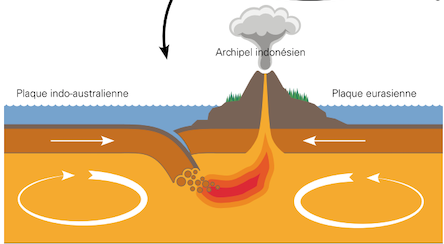 Archipel indonésien
Plaque indo-australienne
Plaque eurasienne